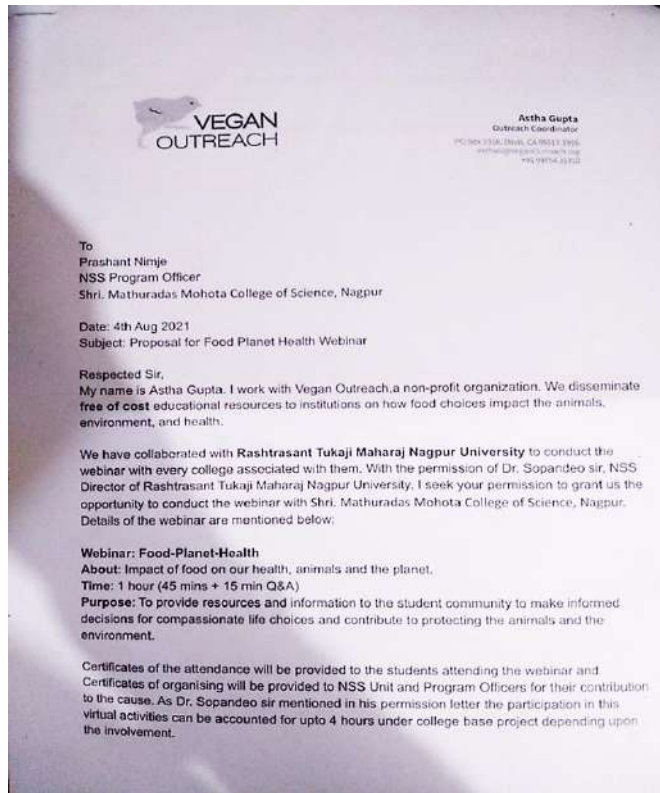 VEGAN
OUTREACH
Astha Gupta
Outreach Coordinator
To
Prashant Nimje
NSS Program Officer
Shri. Mathuradas Mohota College of Science, Nagpur
Date: 4th Aug 2021
Subject: Proposal for Food Planet Health Webinar
Respected Sir,
My name is Astha Gupta. I work with Vegan Outreach,a non-profit organization. We disseminate
free of cost educational resources to institutions on how food choices impact the animals,
environment, and health.
We have collaborated with Rashtrasant Tukaji Maharaj Nagpur University to conduct the
webinar with every college associated with them. With the permission of Dr. Sopandeo sir, NSS
Director of Rashtrasant Tukaji Maharaj Nagpur University, I seek your permission to grant us the
opportunity to conduct the webinar with Shri. Mathuradas Mohota College of Science, Nagpur.
Details of the webinar are mentioned below:
Webinar: Food-Planet-Health
About: Impact of food on our health, animals and the planet.
Time: 1 hour (45 mins + 15 min Q&A)
Purpose: To provide resources and information to the student community to make informed
decisions for compassionate life choices and contribute to protecting the animals and the
environment.
Certificates of the attendance will be provided to the students attending the webinar and
Certificates of organising will be provided to NSS Unit and Program Officers for their contribution
to the cause. As Dr. Sopandeo sir mentioned in his permission letter the participation in this
virtual activities can be accounted for upto 4 hours under college base project depending upon
the involvement.